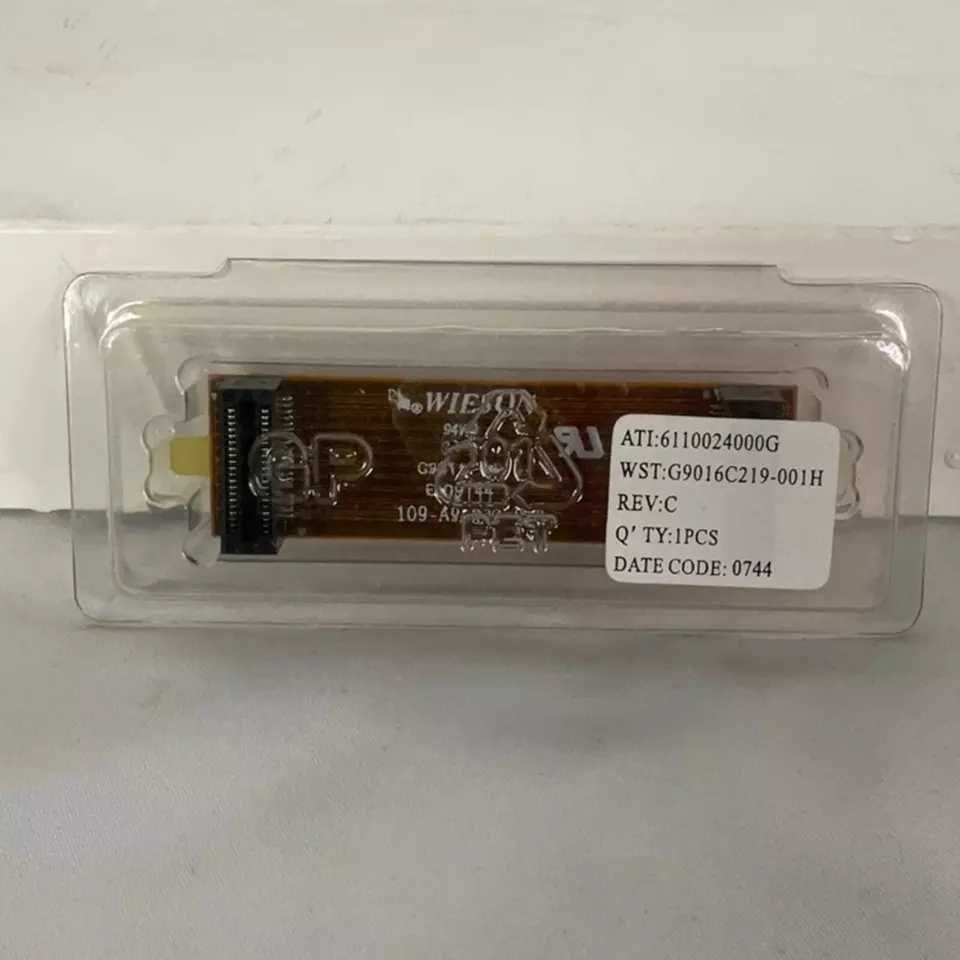 WIESON
ATI:6110024000G
WST:G9016C219-001H
REV:C
Q' TY:1PCS
DATE CODE: 0744